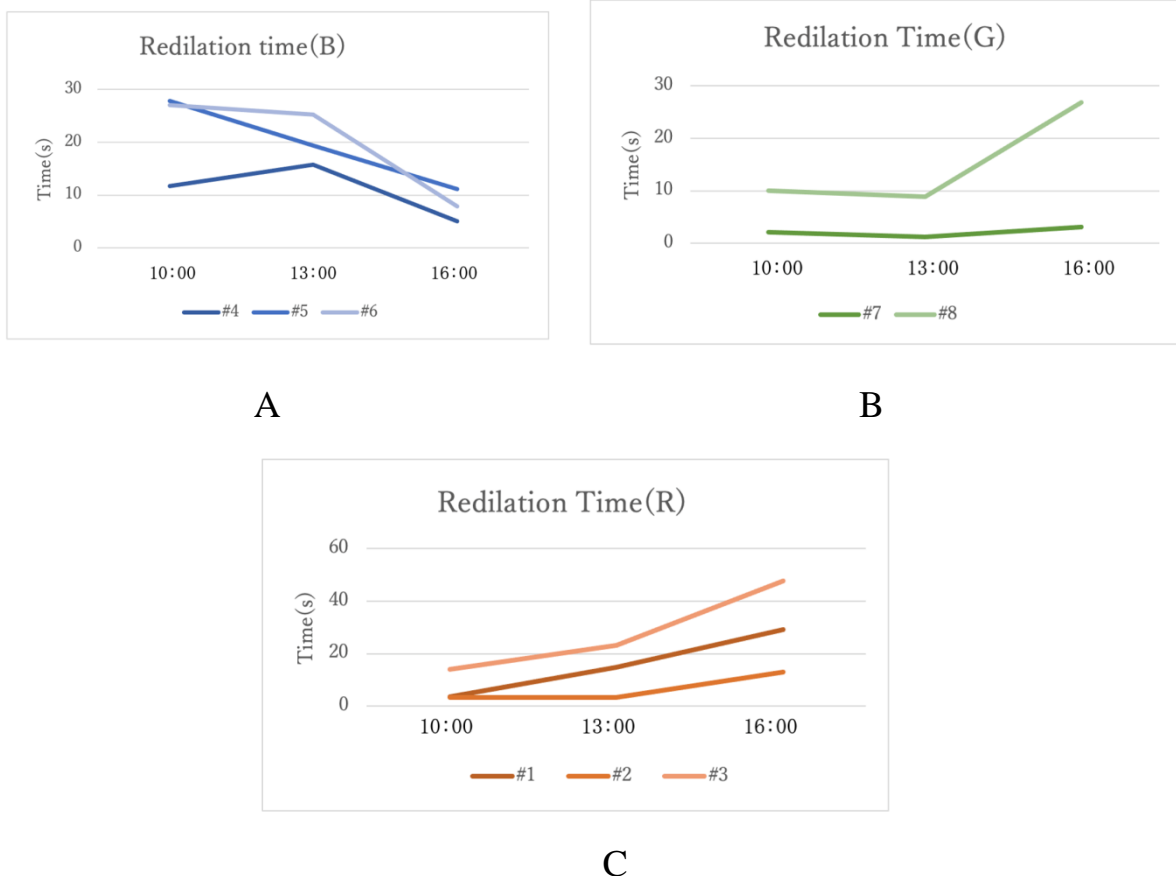 Redilation time(B)
Time(s)
30
20
10
0
10:00 13:00 16:00
#4 #5 #6
A
Redilation Time(G)
Time(s)
30
20
10
0
10:00 13:00 16:00
#7 #8
B
Redilation Time(R)
Time(s)
60
40
20
0
10:00 13:00 16:00
#1 #2 #3
C